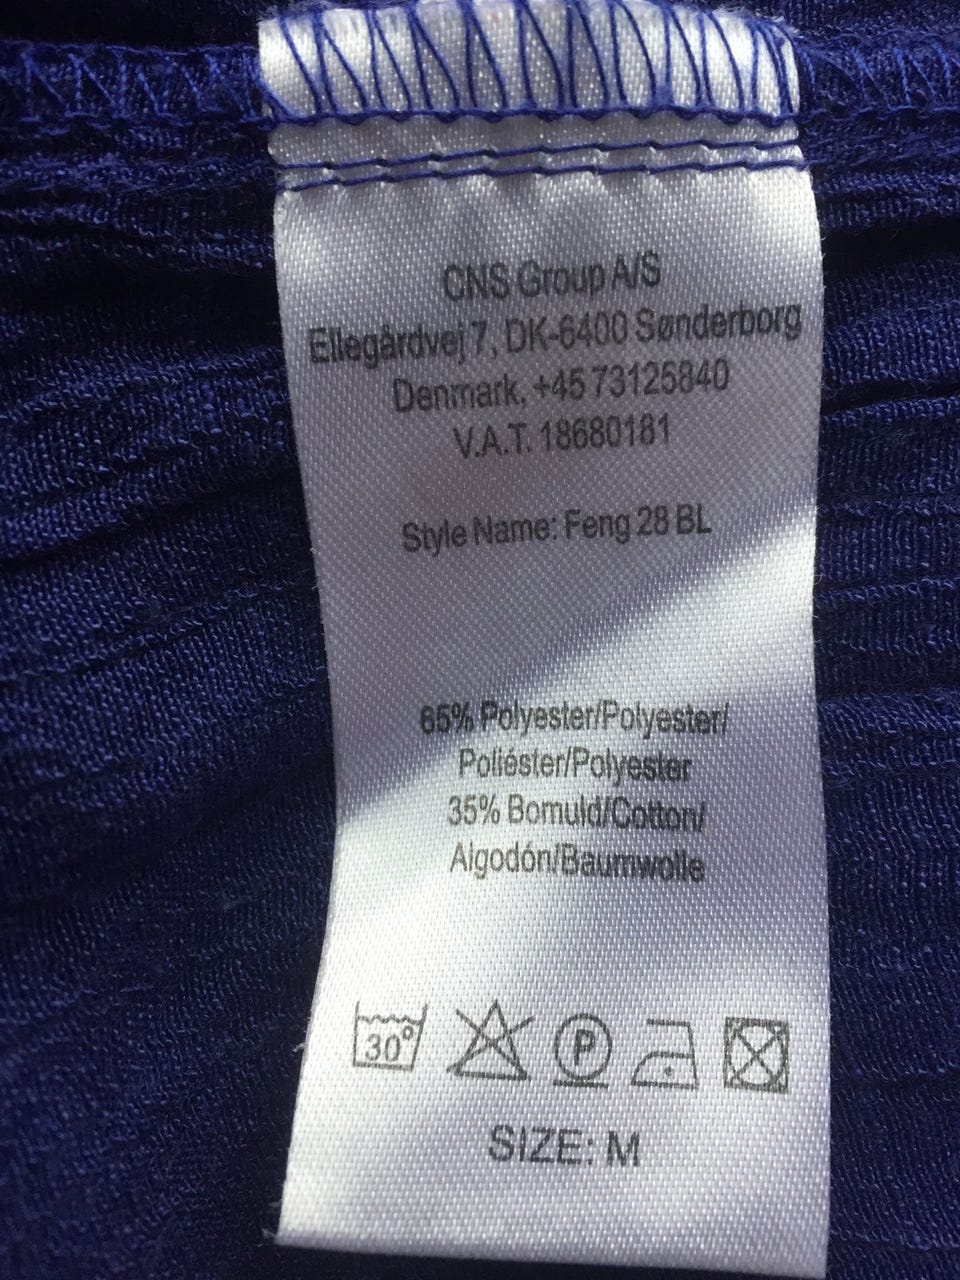 CNS Group A/S
Ellegårdvej 7, DK-6400 Sønderborg
Denmark, +45 73125840
V.A.T. 18680181
Style Name: Feng 28 BL
65% Polyester/Polyester/
Poliéster/Polyester
35% Bomuld/Cotton/
Algodón/Baumwolle
30° P
SIZE: M